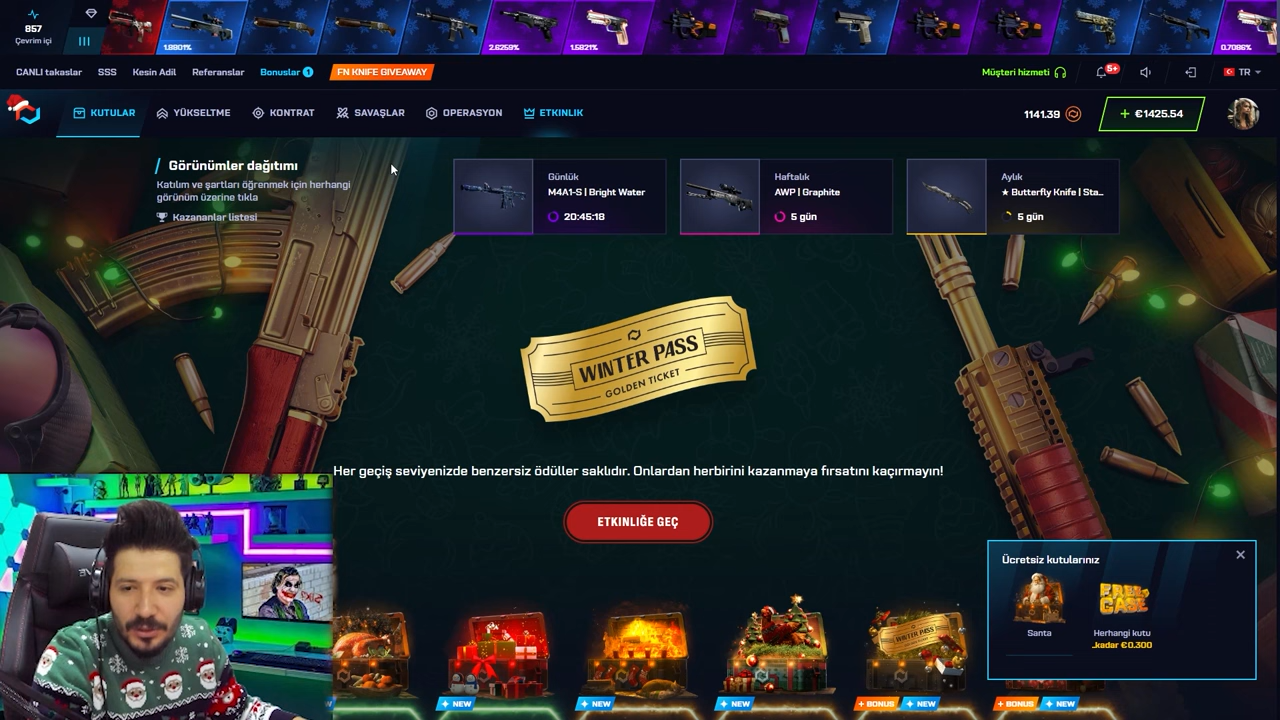 857
Çevrim içi
1.8801%
2.6259%
1.5821%
0.7086%
CANLI takaslar
SSS
Kesin Adil
Referanslar
Bonuslar 1
FN KNIFE GIVEAWAY
Müşteri hizmeti
5+
TR
KUTULAR
YÜKSELTME
KONTRAT
SAVAŞLAR
OPERASYON
ETKINLIK
1141.39
+ €1425.54
Görünümler dağıtımı
Katılım ve şartları öğrenmek için herhangi
görünüm üzerine tıkla
Kazananlar listesi
Günlük
M4A1-S | Bright Water
20:45:18
Haftalık
AWP | Graphite
5 gün
Aylık
★ Butterfly Knife | Sta...
5 gün
WINTER PASS
GOLDEN TICKET
Her geçiş seviyenizde benzersiz ödüller saklıdır. Onlardan herbirini kazanmaya fırsatını kaçırmayın!
ETKINLIĞE GEÇ
Ücretsiz kutularınız
FREE
CASE
Santa
Herhangi kutu
..kadar €0.300
WINTER PASS
NEW
NEW
NEW
+ BONUS
NEW
+ BONUS
NEW